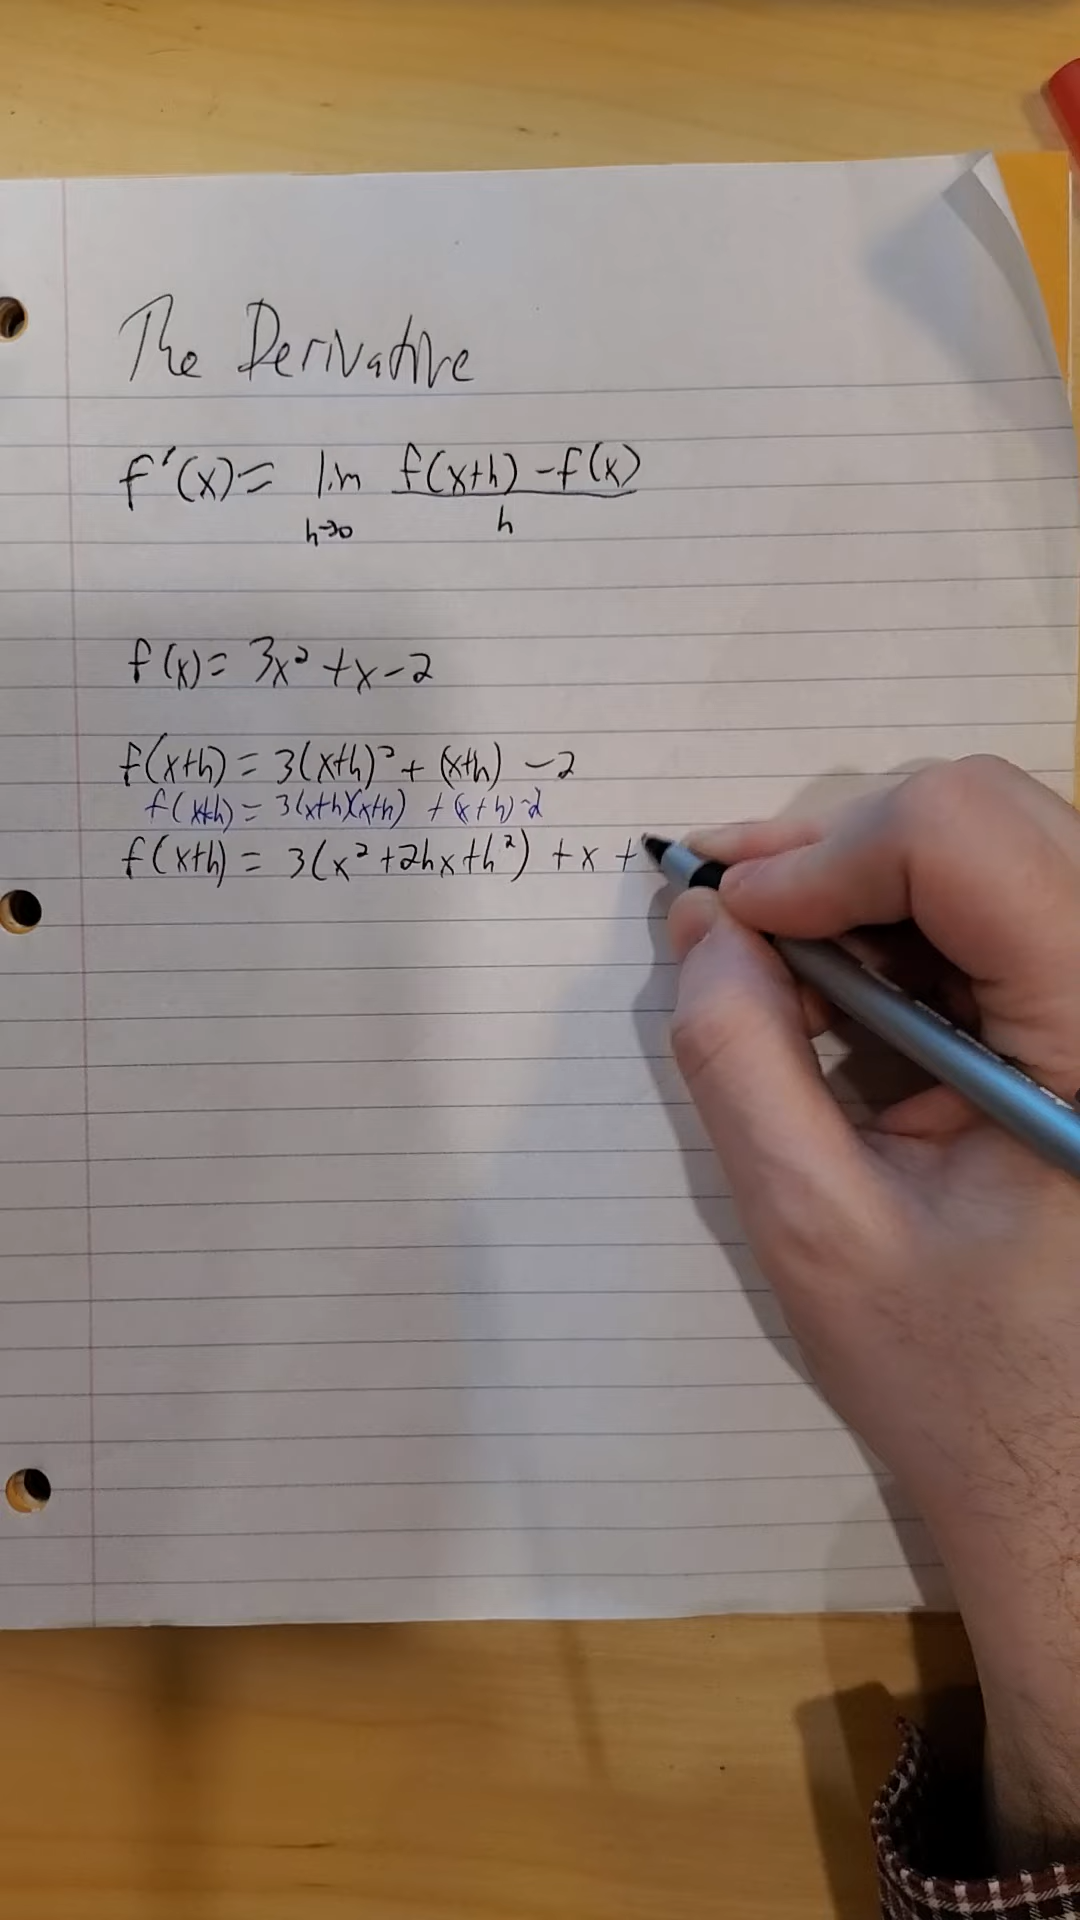 The Derivative
f'(x) = lim f(x+h) - f(x)
h→0 h
f(x) = 3x² + x - 2
f(x+h) = 3(x+h)² + (x+h) - 2
f(x+h) = 3(x+h)(x+h) + (x+h) - 2
f(x+h) = 3(x² + 2hx + h²) + x +